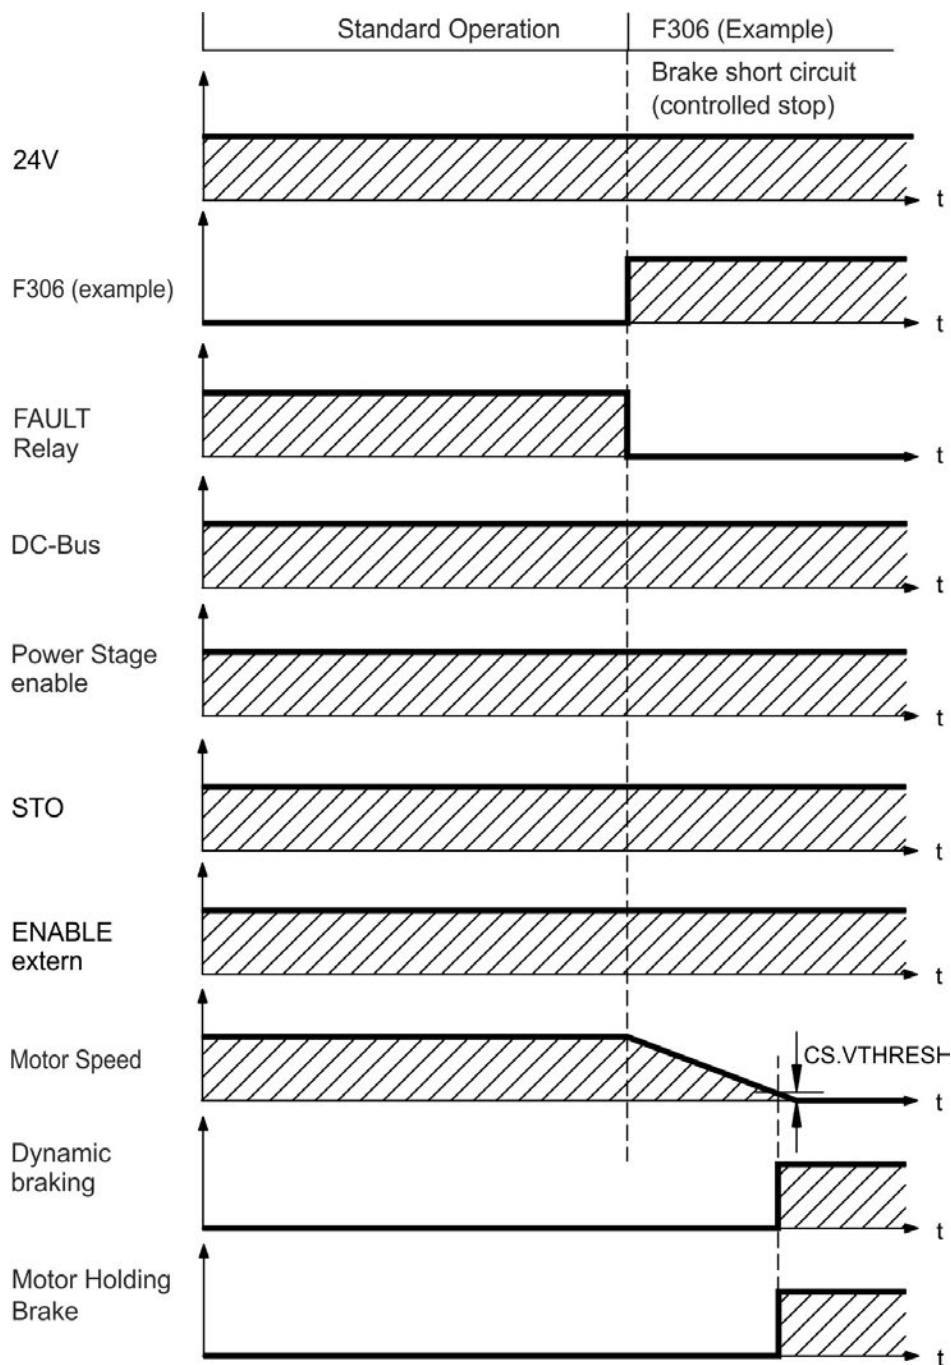 Standard Operation
F306 (Example)
Brake short circuit
(controlled stop)
24V
t
F306 (example)
t
FAULT
Relay
t
DC-Bus
t
Power Stage
enable
t
STO
t
ENABLE
extern
t
Motor Speed
CS.VTHRESH
t
Dynamic
braking
t
Motor Holding
Brake
t